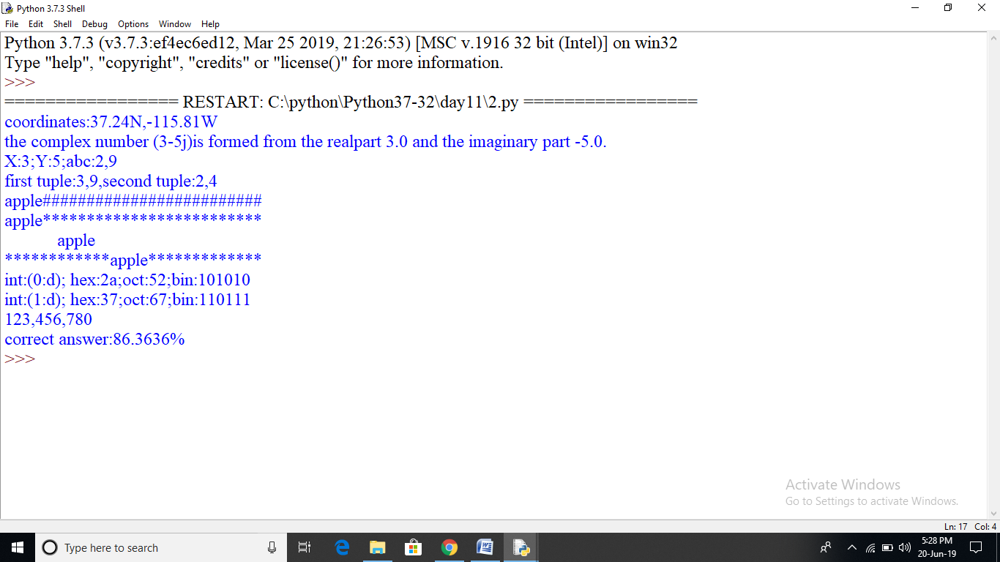 Python 3.7.3 Shell
File Edit Shell Debug Options Window Help
Python 3.7.3 (v3.7.3:ef4ec6ed12, Mar 25 2019, 21:26:53) [MSC v.1916 32 bit (Intel)] on win32
Type "help", "copyright", "credits" or "license()" for more information.
>>>
================= RESTART: C:\python\Python37-32\day11\2.py =================
coordinates:37.24N,-115.81W
the complex number (3-5j)is formed from the realpart 3.0 and the imaginary part -5.0.
X:3;Y:5;abc:2,9
first tuple:3,9,second tuple:2,4
apple#########################
apple*************************
            apple
************apple*************
int:(0:d); hex:2a;oct:52;bin:101010
int:(1:d); hex:37;oct:67;bin:110111
123,456,780
correct answer:86.3636%
>>>
Activate Windows
Go to Settings to activate Windows.
Ln: 17 Col: 4
Type here to search
5:28 PM
20-Jun-19